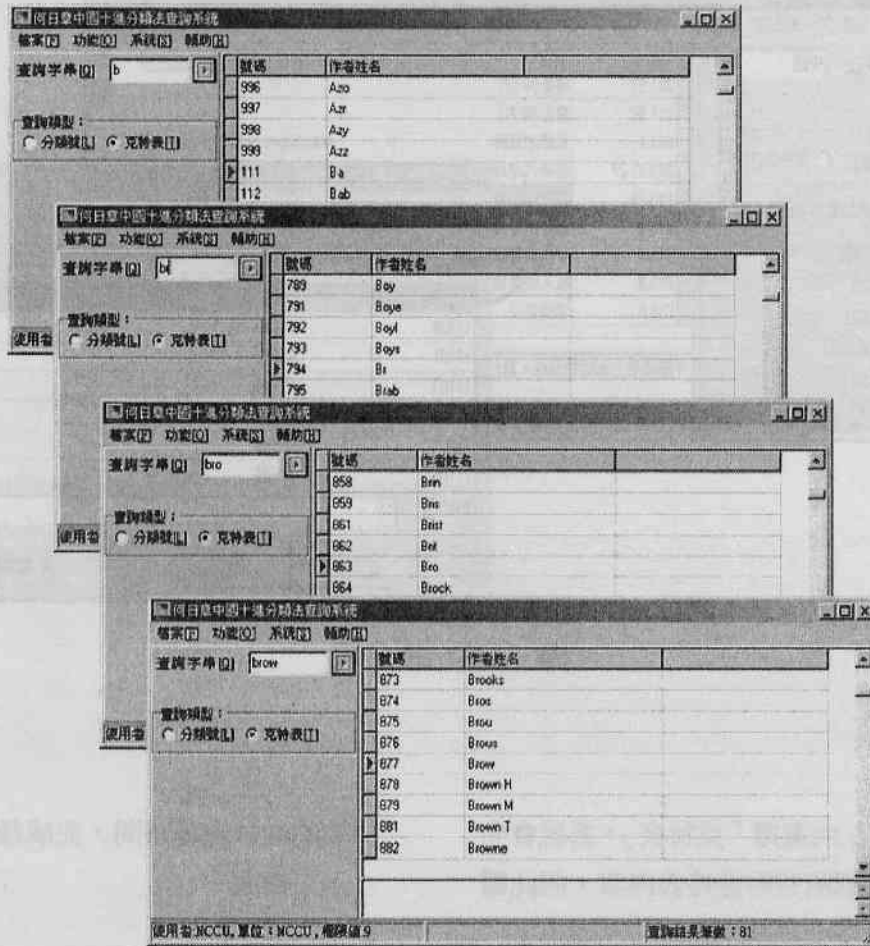 何日章中國十進分類法查詢系統
檔案[F] 功能[O] 系統[S] 輔助[H]
查詢字串[Q] b
查詢類型：
分類號[L] 克特表[T]
號碼 作者姓名
996 Azo
997 Azr
998 Azy
999 Azz
111 Ba
112 Bab
使用者
何日章中國十進分類法查詢系統
檔案[F] 功能[O] 系統[S] 輔助[H]
查詢字串[Q] br
查詢類型：
分類號[L] 克特表[T]
號碼 作者姓名
789 Boy
791 Boye
792 Boyl
793 Boys
794 Br
795 Brab
使用者
何日章中國十進分類法查詢系統
檔案[F] 功能[O] 系統[S] 輔助[H]
查詢字串[Q] bro
查詢類型：
分類號[L] 克特表[T]
號碼 作者姓名
858 Brin
859 Bris
861 Brist
862 Brit
863 Bro
864 Brock
使用者
何日章中國十進分類法查詢系統
檔案[F] 功能[O] 系統[S] 輔助[H]
查詢字串[Q] brow
查詢類型：
分類號[L] 克特表[T]
號碼 作者姓名
873 Brooks
874 Bros
875 Brou
876 Brous
877 Brow
878 Brown H
879 Brown M
881 Brown T
882 Browne
使用者:NCCU,單位：NCCU,權限值:9 查詢結果筆數：81